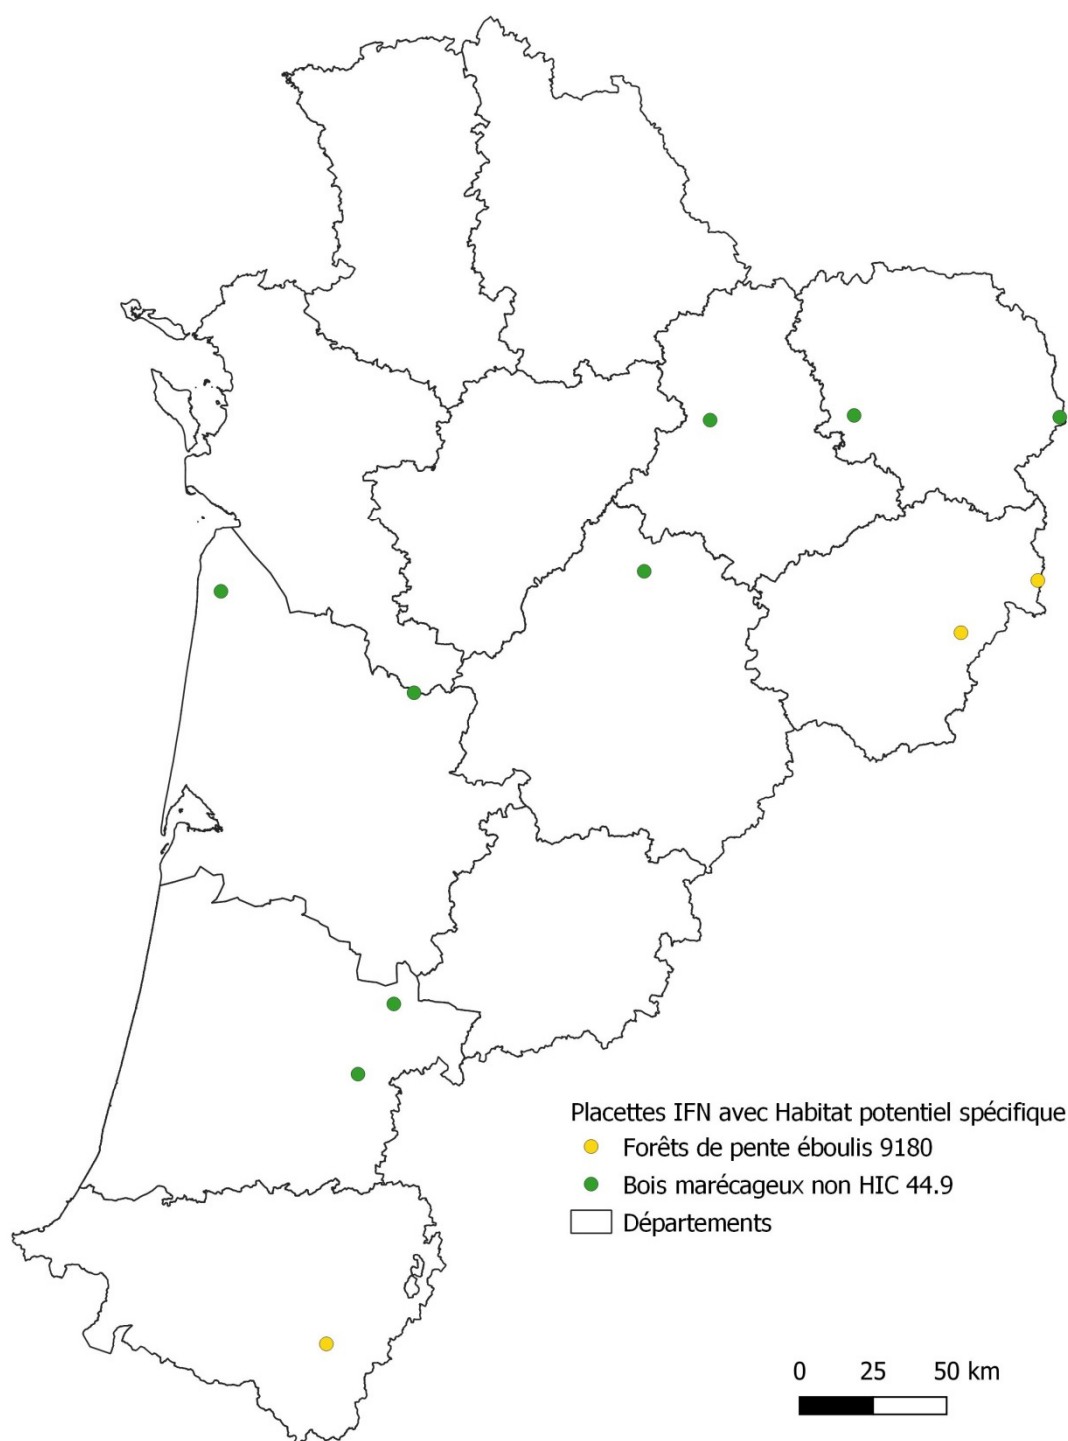 Placettes IFN avec Habitat potentiel spécifique
Forêts de pente éboulis 9180
Bois marécageux non HIC 44.9
Départements
0 25 50 km